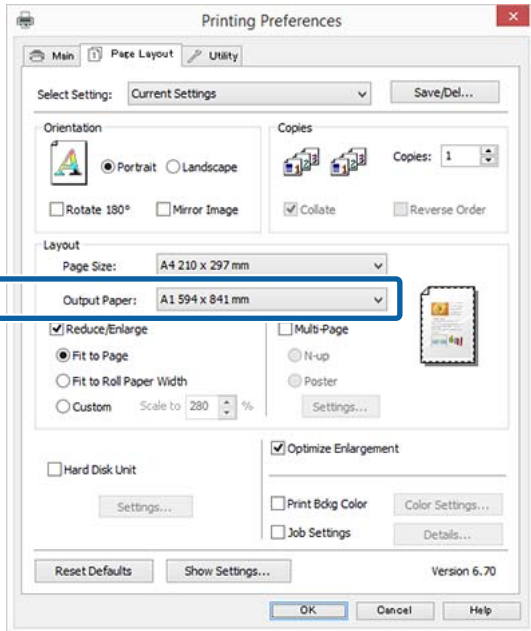 Printing Preferences
Main Page Layout Utility
Select Setting: Current Settings Save/Del...
Orientation
Portrait Landscape
Rotate 180° Mirror Image
Copies
Copies: 1
Collate Reverse Order
Layout
Page Size: A4 210 x 297 mm
Output Paper: A1 594 x 841 mm
Reduce/Enlarge
Fit to Page
Fit to Roll Paper Width
Custom Scale to 280 %
Multi-Page
N-up
Poster
Settings...
Hard Disk Unit
Settings...
Optimize Enlargement
Print Bckg Color Color Settings...
Job Settings Details...
Reset Defaults Show Settings... Version 6.70
OK Cancel Help